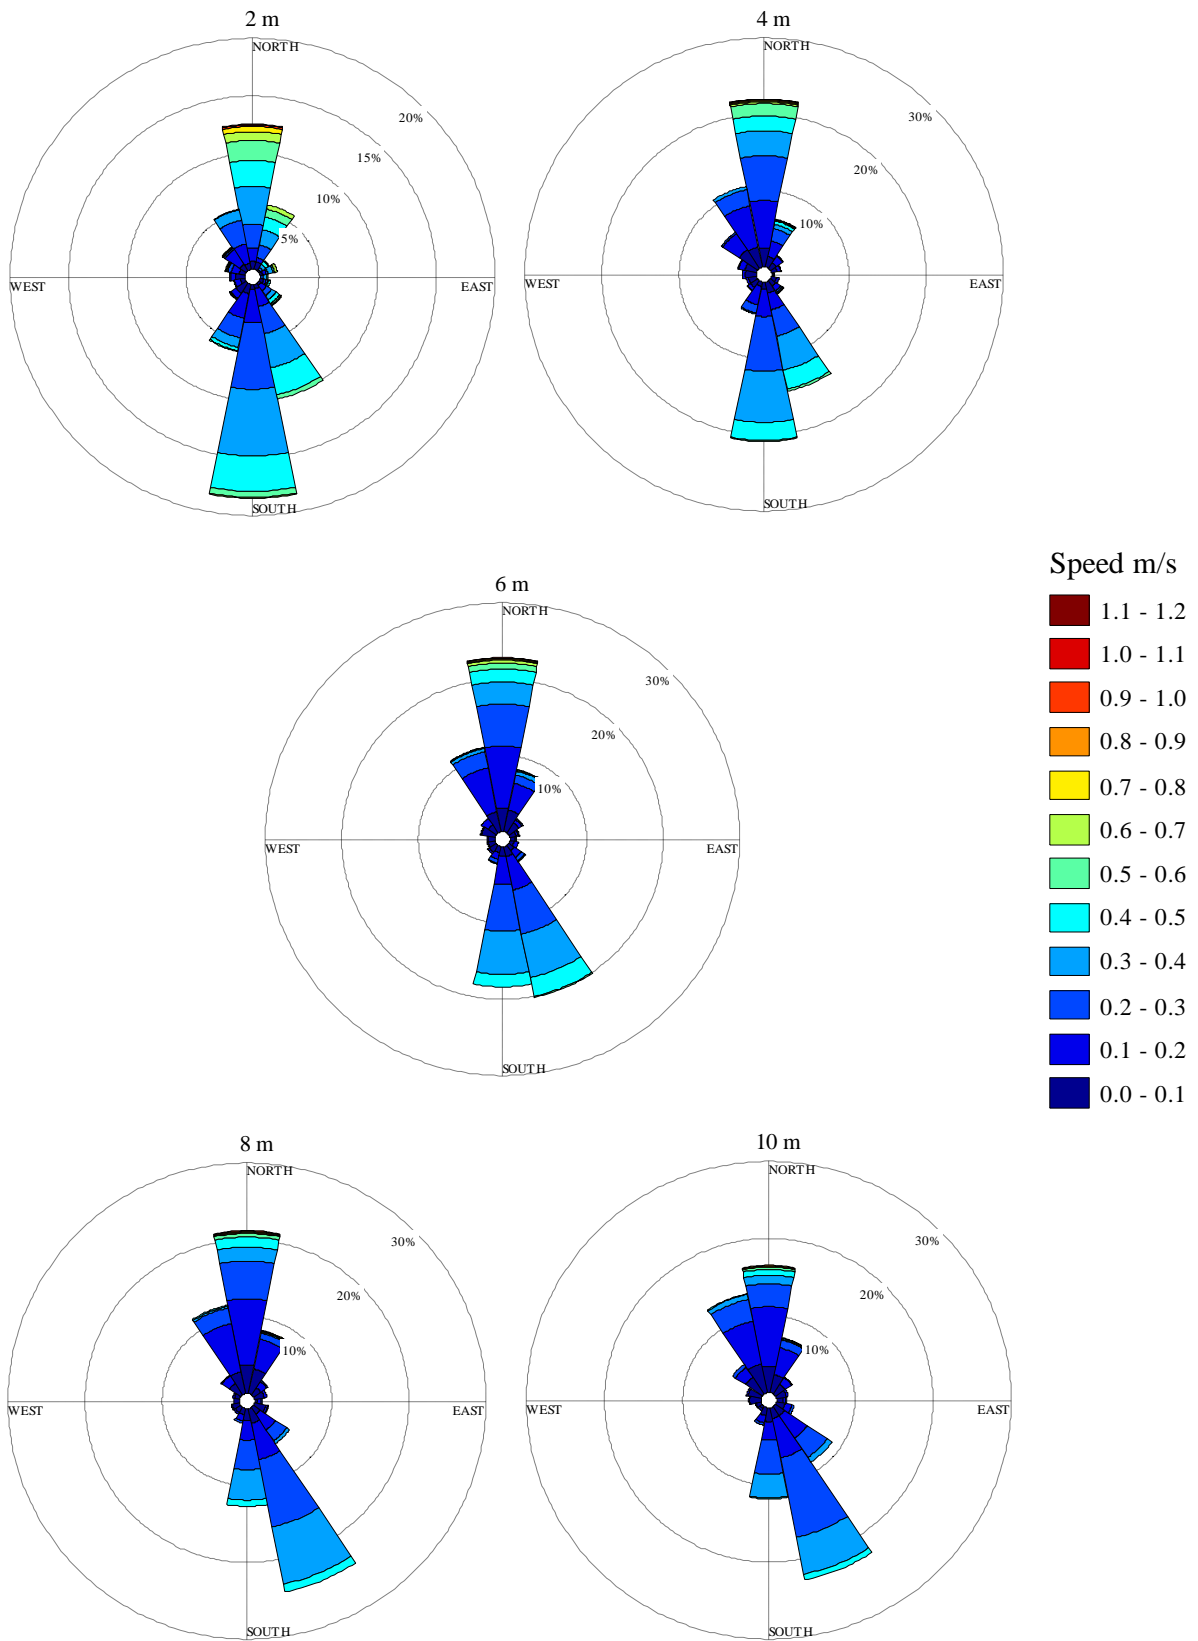 2 m
NORTH
20%
15%
10%
5%
WEST
EAST
SOUTH
4 m
NORTH
30%
20%
10%
WEST
EAST
SOUTH
6 m
NORTH
30%
20%
10%
WEST
EAST
SOUTH
Speed m/s
1.1 - 1.2
1.0 - 1.1
0.9 - 1.0
0.8 - 0.9
0.7 - 0.8
0.6 - 0.7
0.5 - 0.6
0.4 - 0.5
0.3 - 0.4
0.2 - 0.3
0.1 - 0.2
0.0 - 0.1
8 m
NORTH
30%
20%
10%
WEST
EAST
SOUTH
10 m
NORTH
30%
20%
10%
WEST
EAST
SOUTH